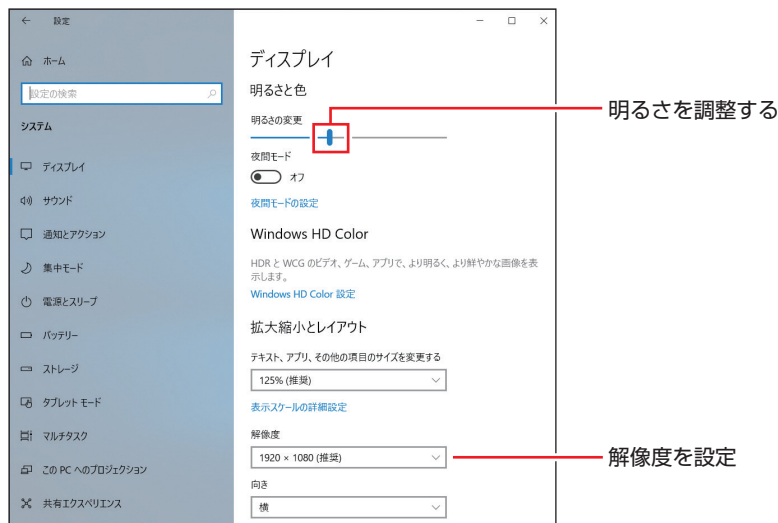 設定
ホーム
設定の検索
システム
ディスプレイ
サウンド
通知とアクション
集中モード
電源とスリープ
バッテリー
ストレージ
タブレット モード
マルチタスク
この PC へのプロジェクション
共有エクスペリエンス
ディスプレイ
明るさと色
明るさの変更
夜間モード
オフ
夜間モードの設定
Windows HD Color
HDR と WCG のビデオ、ゲーム、アプリで、より明るく、より鮮やかな画像を表
示します。
Windows HD Color 設定
拡大縮小とレイアウト
テキスト、アプリ、その他の項目のサイズを変更する
125% (推奨)
表示スケールの詳細設定
解像度
1920 × 1080 (推奨)
向き
横
明るさを調整する
解像度を設定